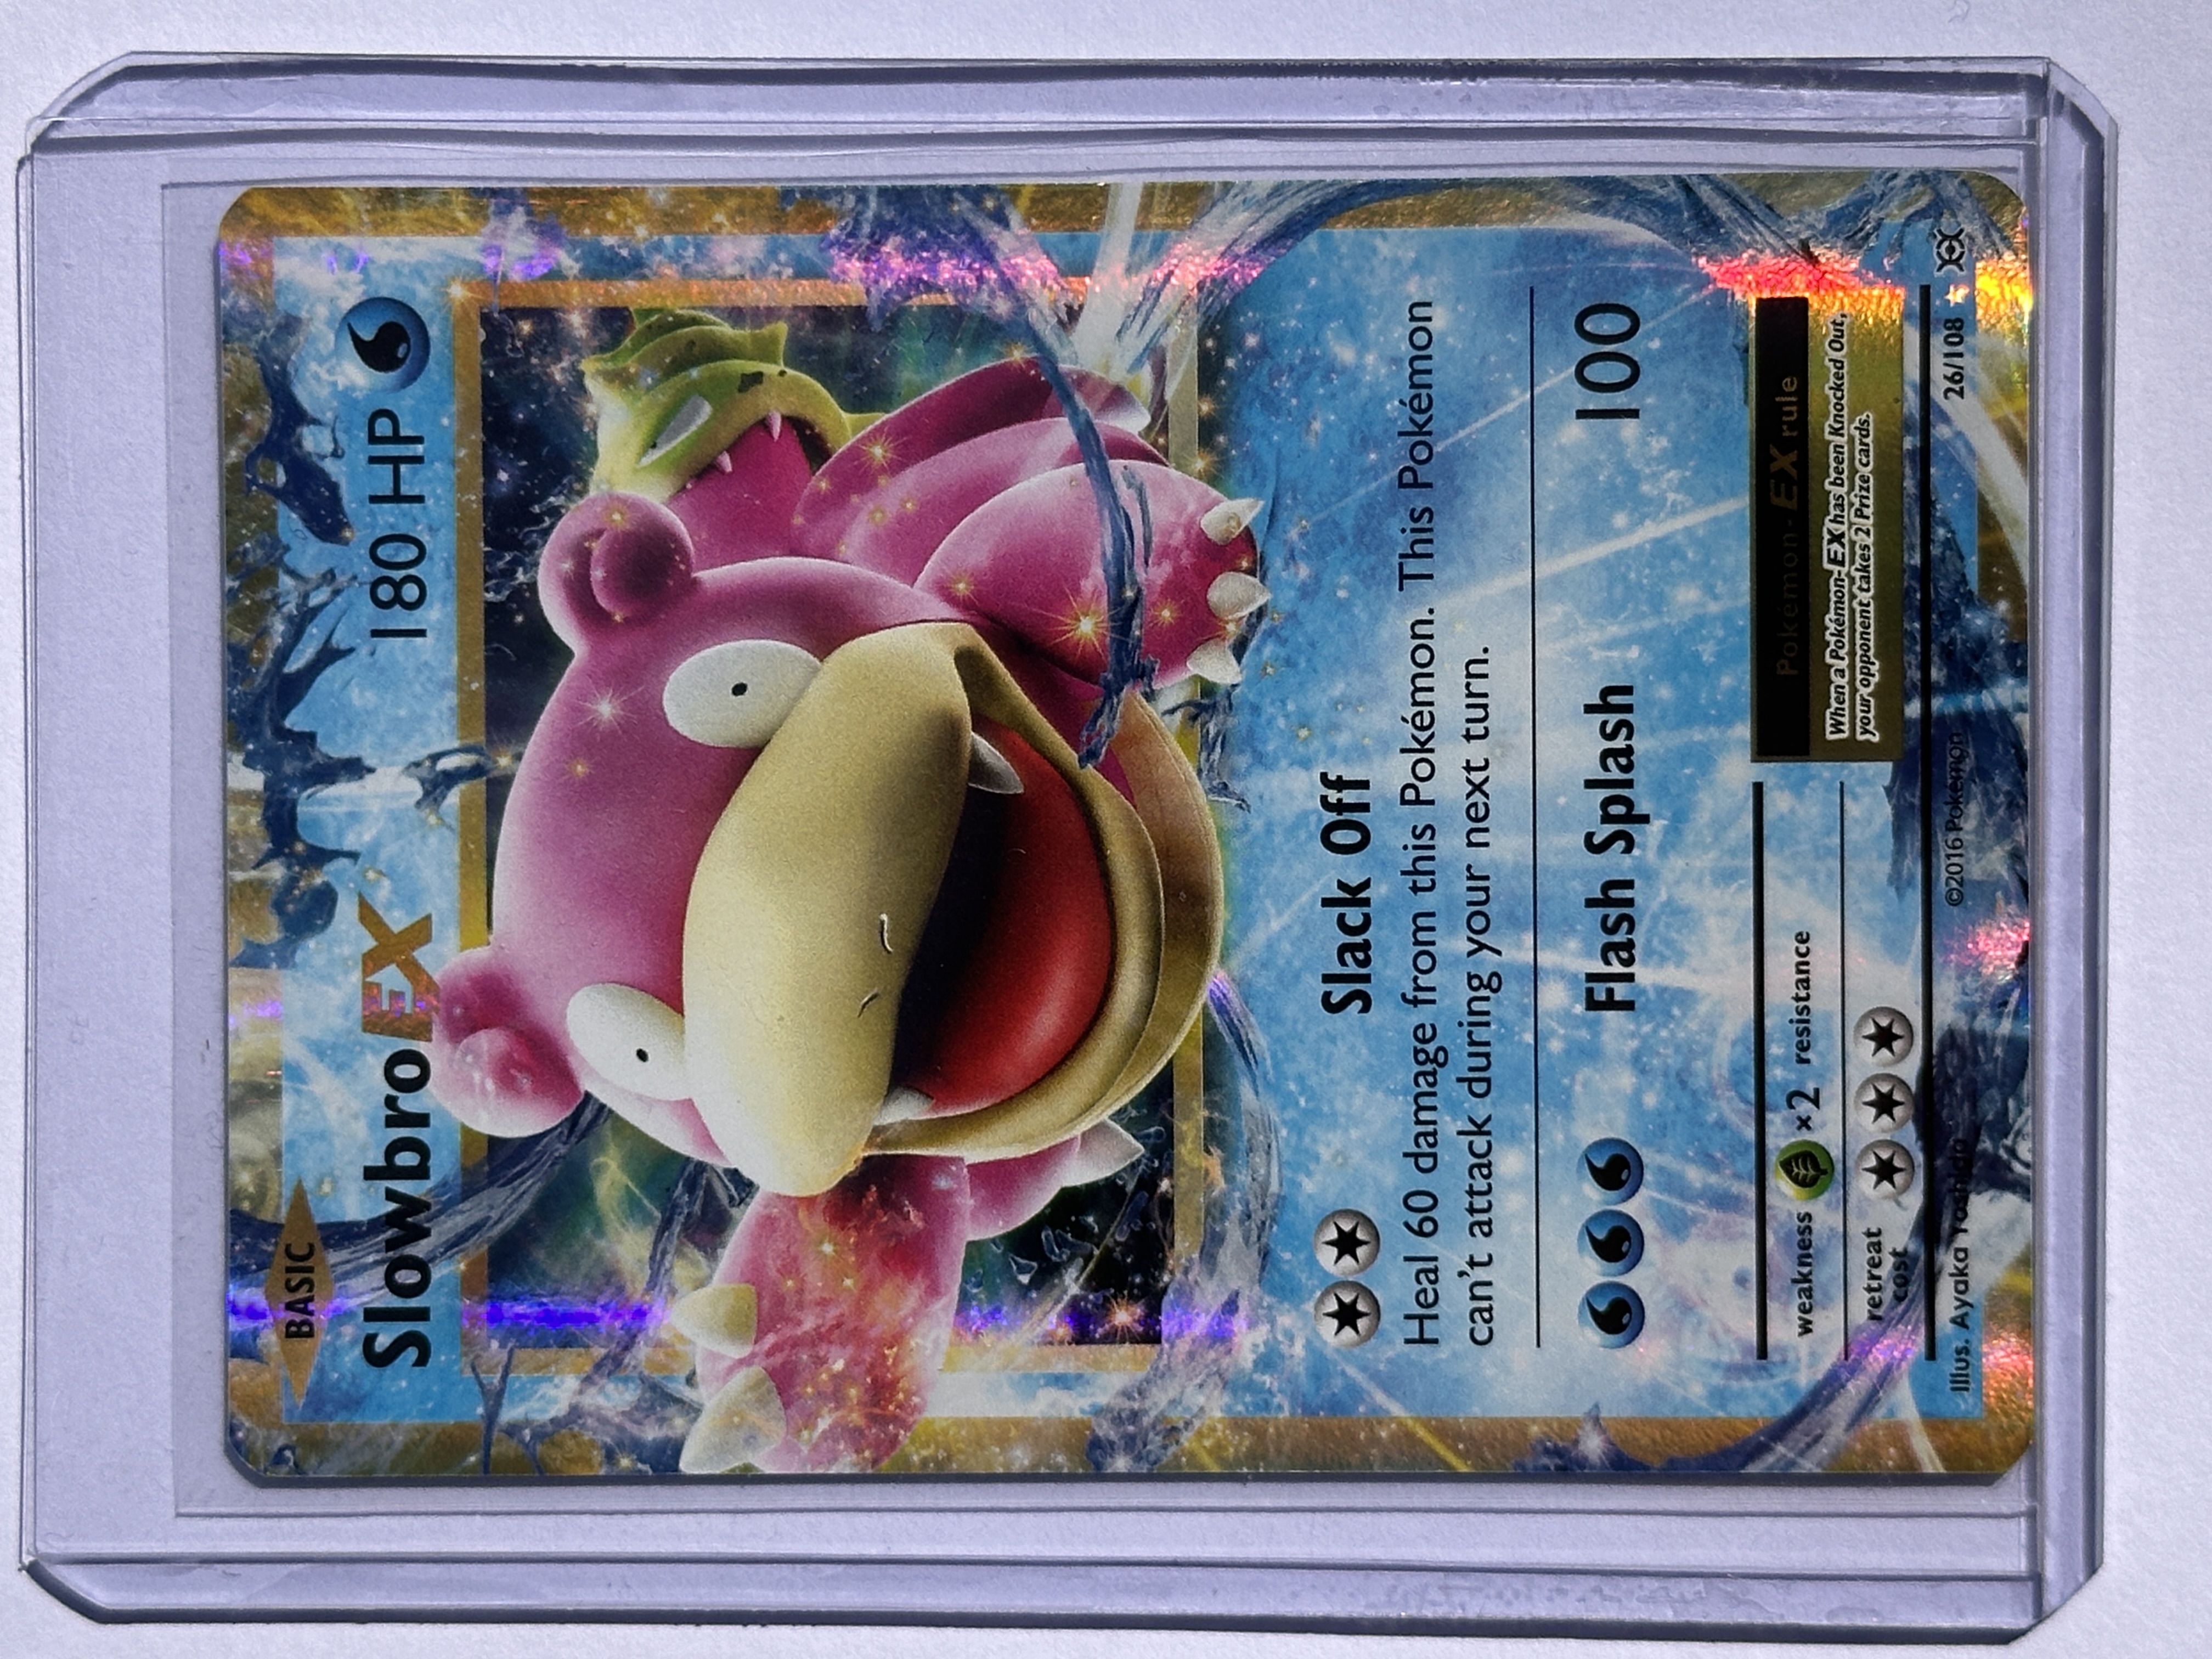 BASIC
SlowbroEX 180 HP
Slack Off
Heal 60 damage from this Pokémon. This Pokémon
can't attack during your next turn.
Flash Splash 100
weakness ×2 resistance
Pokémon-EX rule
When a Pokémon-EX has been Knocked Out,
your opponent takes 2 Prize cards.
retreat
cost
Illus. Ayaka Yoshida ©2016 Pokémon 26/108